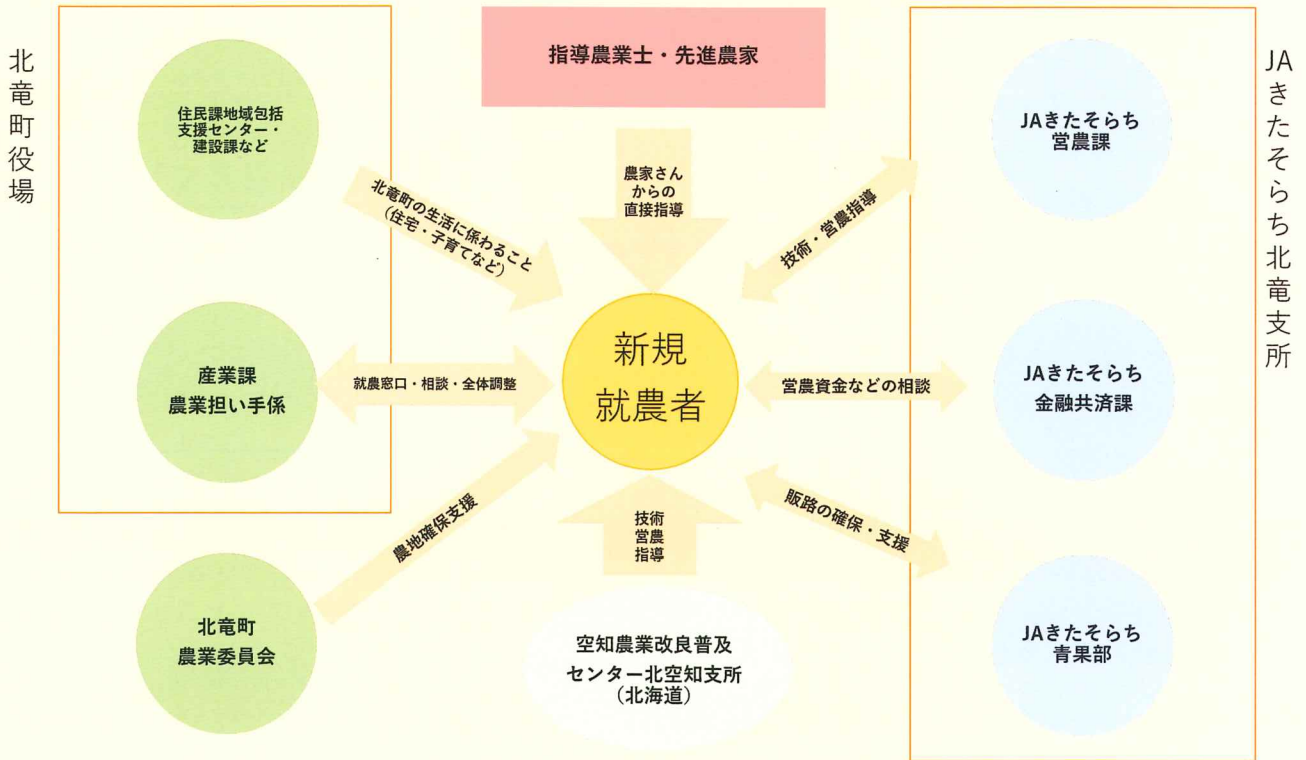 北竜町役場
住民課地域包括
支援センター・
建設課など
北竜町の生活に係わること
(住宅・子育てなど)
産業課
農業担い手係
就農窓口・相談・全体調整
北竜町
農業委員会
農地確保支援
指導農業士・先進農家
農家さん
からの
直接指導
新規
就農者
技術
営農
指導
空知農業改良普及
センター北空知支所
(北海道)
JAきたそらち北竜支所
JAきたそらち
営農課
技術・営農指導
JAきたそらち
金融共済課
営農資金などの相談
JAきたそらち
青果部
販路の確保・支援